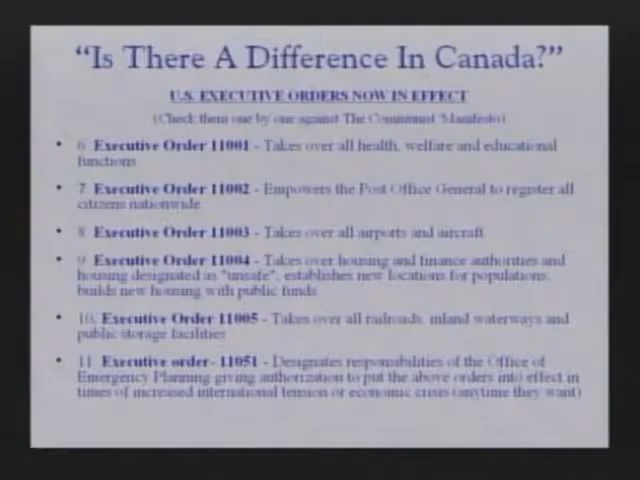 “Is There A Difference In Canada?”
U.S. EXECUTIVE ORDERS NOW IN EFFECT
(Check them one by one against The Communist Manifesto)
• 6. Executive Order 11001 - Takes over all health, welfare and educational
functions
• 7. Executive Order 11002 - Empowers the Post Office General to register all
citizens nationwide
• 8. Executive Order 11003 - Takes over all airports and aircraft
• 9. Executive Order 11004 - Takes over housing and finance authorities and
housing designated as "unsafe", establishes new locations for populations,
builds new housing with public funds
• 10. Executive Order 11005 - Takes over all railroads, inland waterways and
public storage facilities
• 11. Executive order- 11051 - Designates responsibilities of the Office of
Emergency Planning giving authorization to put the above orders into effect in
times of increised international tension or economic crisis (anytime they want)